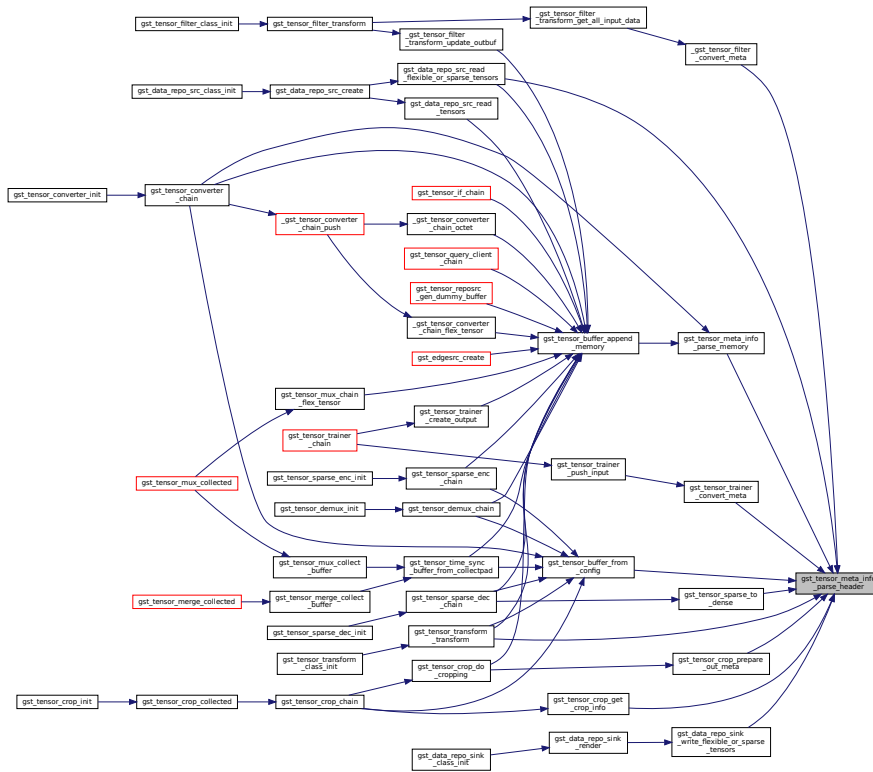 gst_tensor_filter_class_init
gst_tensor_filter_transform
gst_tensor_filter
_transform_get_all_input_data
_gst_tensor_filter
_transform_update_outbuf
_gst_tensor_filter
_convert_meta
gst_data_repo_src_class_init
gst_data_repo_src_create
gst_data_repo_src_read
_flexible_or_sparse_tensors
gst_data_repo_src_read
_tensors
gst_tensor_converter_init
gst_tensor_converter
_chain
gst_tensor_if_chain
_gst_tensor_converter
_chain_push
_gst_tensor_converter
_chain_octet
gst_tensor_query_client
_chain
gst_tensor_reposrc
_gen_dummy_buffer
_gst_tensor_converter
_chain_flex_tensor
gst_edgesrc_create
gst_tensor_buffer_append
_memory
gst_tensor_meta_info
_parse_memory
gst_tensor_mux_chain
_flex_tensor
gst_tensor_trainer
_create_output
gst_tensor_trainer
_chain
gst_tensor_trainer
_push_input
gst_tensor_mux_collected
gst_tensor_sparse_enc_init
gst_tensor_sparse_enc
_chain
gst_tensor_trainer
_convert_meta
gst_tensor_demux_init
gst_tensor_demux_chain
gst_tensor_mux_collect
_buffer
gst_tensor_time_sync
_buffer_from_collectpad
gst_tensor_buffer_from
_config
gst_tensor_meta_info
_parse_header
gst_tensor_merge_collected
gst_tensor_merge_collect
_buffer
gst_tensor_sparse_dec
_chain
gst_tensor_sparse_to
_dense
gst_tensor_sparse_dec_init
gst_tensor_transform
_transform
gst_tensor_transform
_class_init
gst_tensor_crop_do
_cropping
gst_tensor_crop_prepare
_out_meta
gst_tensor_crop_init
gst_tensor_crop_collected
gst_tensor_crop_chain
gst_tensor_crop_get
_crop_info
gst_data_repo_sink
_class_init
gst_data_repo_sink
_render
gst_data_repo_sink
_write_flexible_or_sparse
_tensors